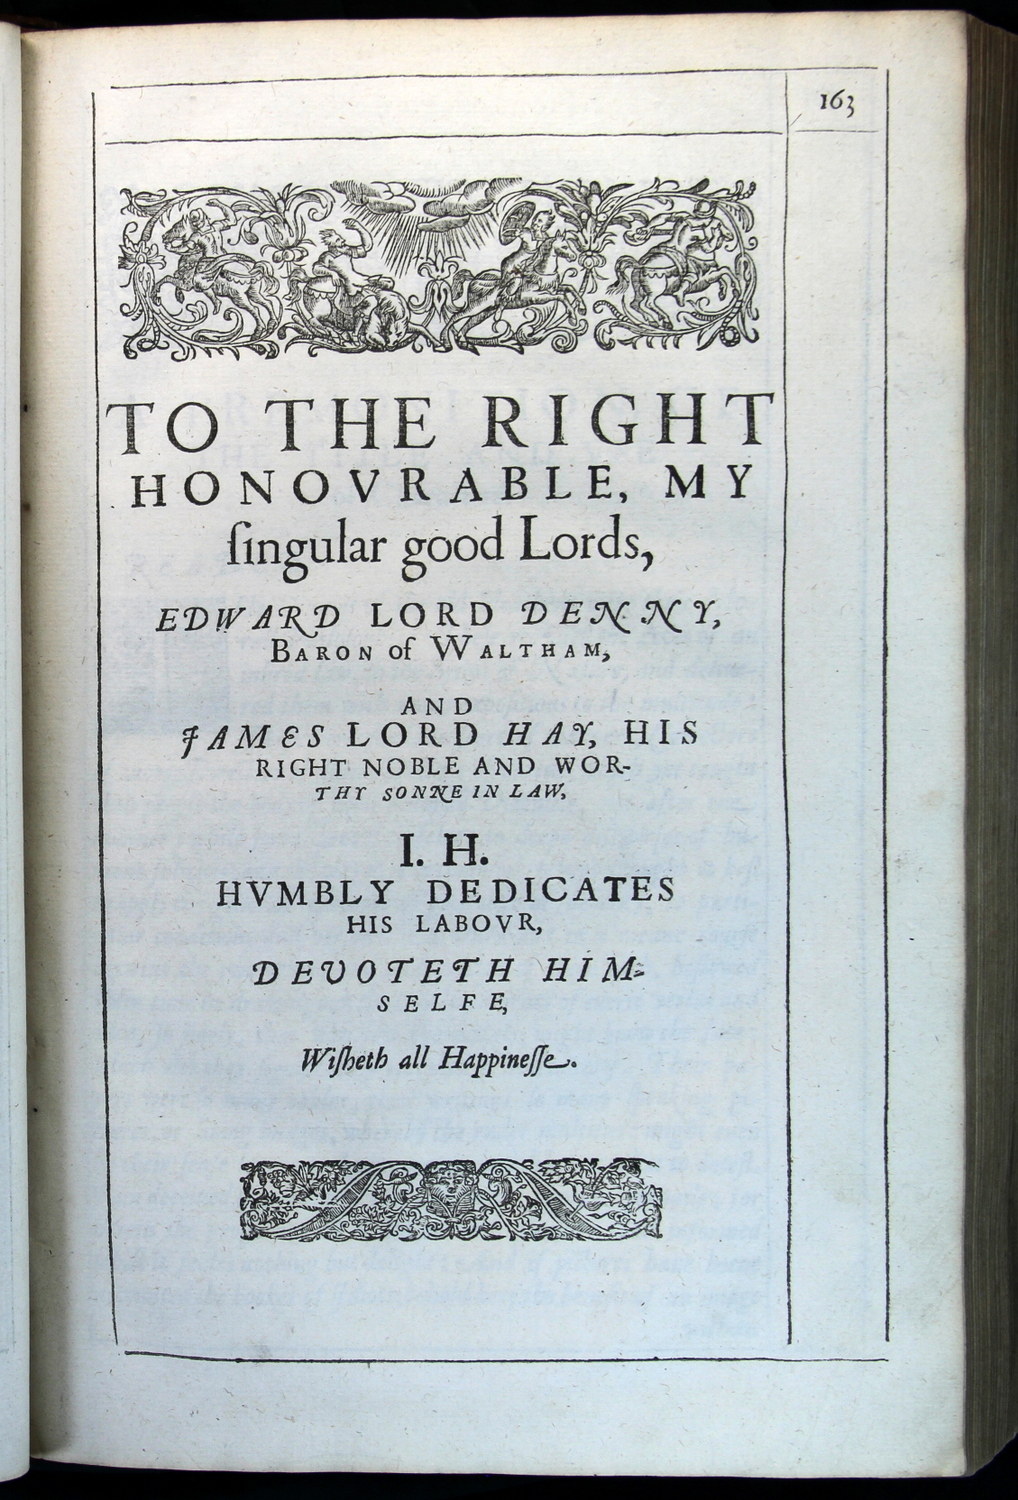 163
TO THE RIGHT
HONOVRABLE, MY
ſingular good Lords,
EDWARD LORD DENNY,
BARON of WALTHAM,
AND
JAMES LORD HAY, HIS
RIGHT NOBLE AND WOR-
THY SONNE IN LAW,
I. H.
HVMBLY DEDICATES
HIS LABOVR,
DEVOTETH HIM-
SELFE,
Wiſheth all Happineſſe.